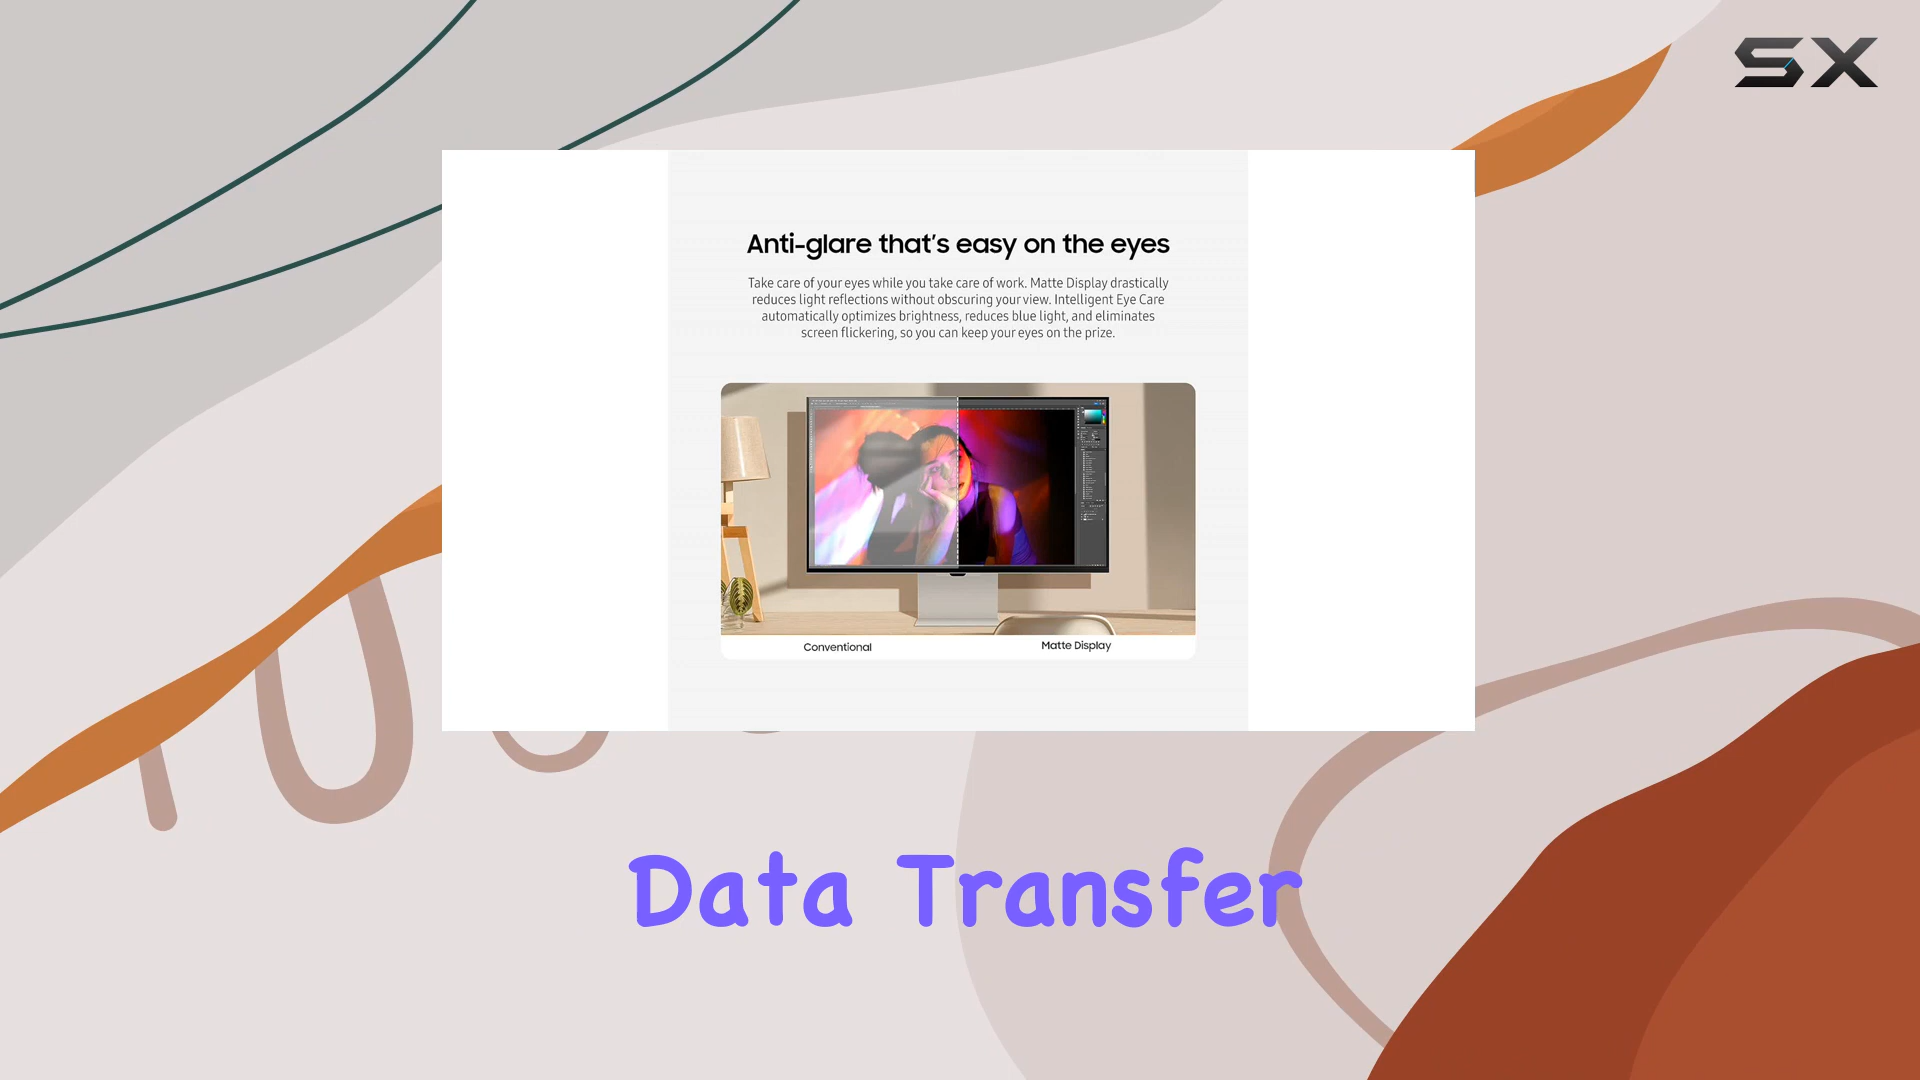 SX
Anti-glare that's easy on the eyes
Take care of your eyes while you take care of work. Matte Display drastically
reduces light reflections without obscuring your view. Intelligent Eye Care
automatically optimizes brightness, reduces blue light, and eliminates
screen flickering, so you can keep your eyes on the prize.
Conventional
Matte Display
Data Transfer